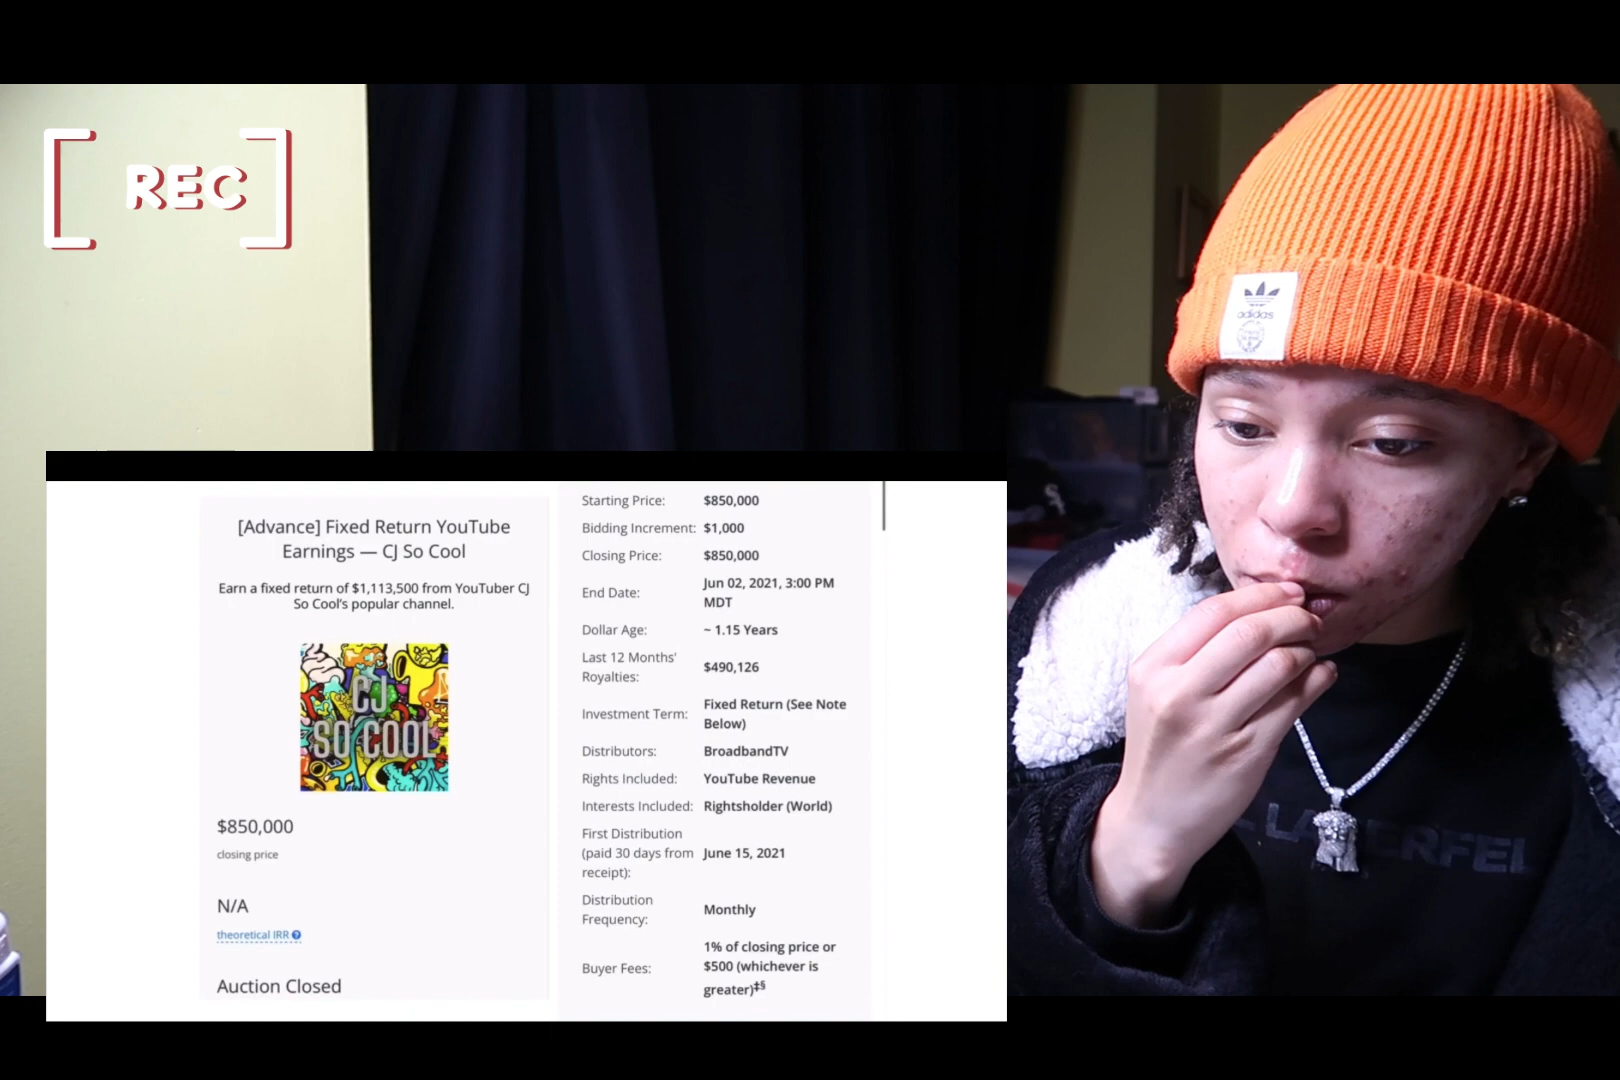 REC
adidas
[Advance] Fixed Return YouTube
Earnings — CJ So Cool
Earn a fixed return of $1,113,500 from YouTuber CJ
So Cool's popular channel.
CJ
SO COOL
$850,000
closing price
N/A
theoretical IRR ?
Auction Closed
Starting Price: $850,000
Bidding Increment: $1,000
Closing Price: $850,000
End Date: Jun 02, 2021, 3:00 PM
MDT
Dollar Age: ~ 1.15 Years
Last 12 Months'
Royalties: $490,126
Investment Term: Fixed Return (See Note
Below)
Distributors: BroadbandTV
Rights Included: YouTube Revenue
Interests Included: Rightsholder (World)
First Distribution
(paid 30 days from
receipt): June 15, 2021
Distribution
Frequency: Monthly
Buyer Fees: 1% of closing price or
$500 (whichever is
greater)‡§